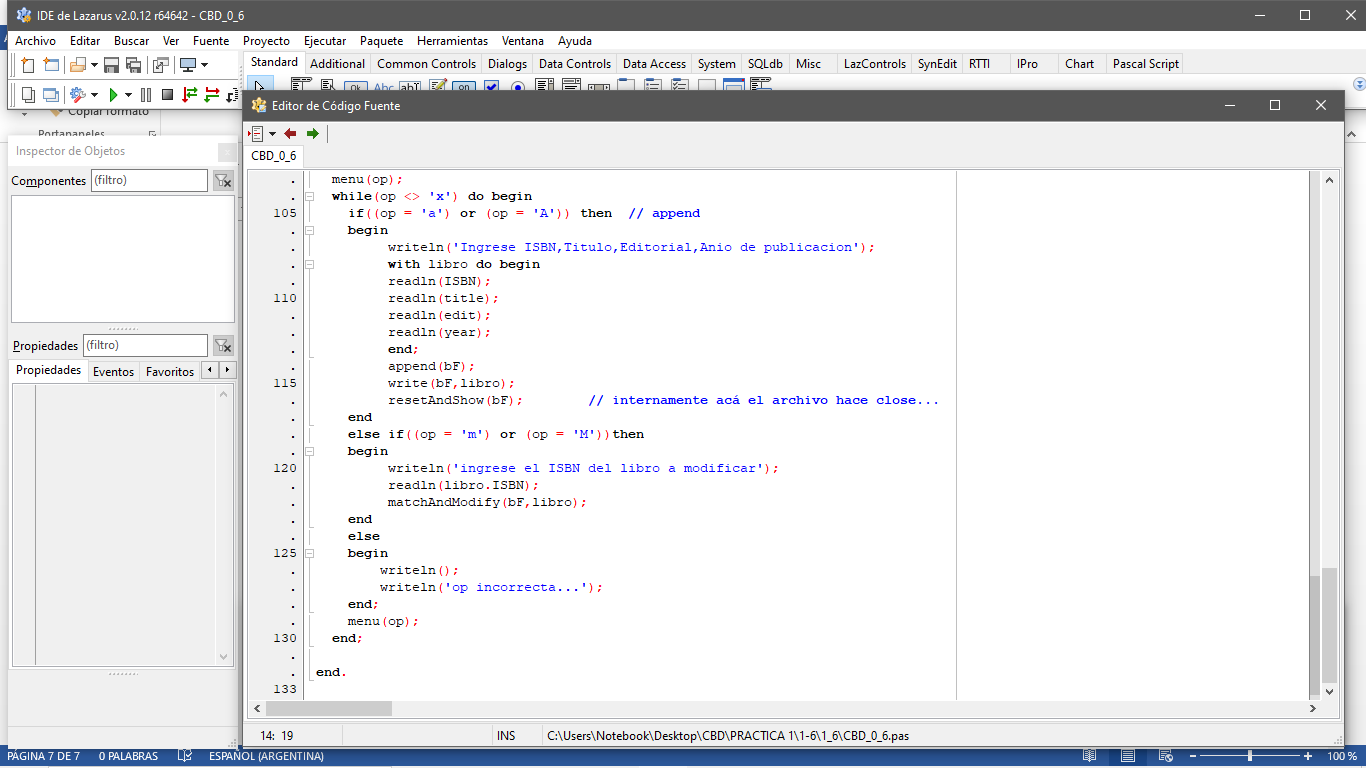 IDE de Lazarus v2.0.12 r64642 - CBD_0_6
Archivo Editar Buscar Ver Fuente Proyecto Ejecutar Paquete Herramientas Ventana Ayuda
Standard Additional Common Controls Dialogs Data Controls Data Access System SQLdb Misc LazControls SynEdit RTTI IPro Chart Pascal Script
Copiar formato
Portapapeles
Editor de Código Fuente
CBD_0_6
Inspector de Objetos
Componentes (filtro)
Propiedades (filtro)
Propiedades Eventos Favoritos
. menu(op);
. while(op <> 'x') do begin
105 if((op = 'a') or (op = 'A')) then // append
. begin
. writeln('Ingrese ISBN,Titulo,Editorial,Anio de publicacion');
. with libro do begin
. readln(ISBN);
110 readln(title);
. readln(edit);
. readln(year);
. end;
. append(bF);
115 write(bF,libro);
. resetAndShow(bF); // internamente acá el archivo hace close...
. end
. else if((op = 'm') or (op = 'M'))then
. begin
120 writeln('ingrese el ISBN del libro a modificar');
. readln(libro.ISBN);
. matchAndModify(bF,libro);
. end
. else
125 begin
. writeln();
. writeln('op incorrecta...');
. end;
. menu(op);
130 end;
.
. end.
133
14: 19 INS C:\Users\Notebook\Desktop\CBD\PRACTICA 1\1-6\1_6\CBD_0_6.pas
PÁGINA 7 DE 7 0 PALABRAS ESPAÑOL (ARGENTINA) 100 %